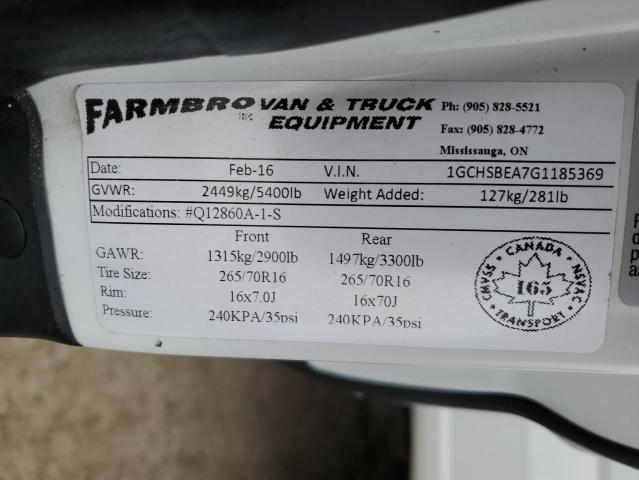 FARMBRO INC VAN & TRUCK EQUIPMENT
Ph: (905) 828-5521
Fax: (905) 828-4772
Mississauga, ON
Date: Feb-16 V.I.N. 1GCHSBEA7G1185369
GVWR: 2449kg/5400lb Weight Added: 127kg/281lb
Modifications: #Q12860A-1-S
Front Rear
GAWR: 1315kg/2900lb 1497kg/3300lb
Tire Size: 265/70R16 265/70R16
Rim: 16x7.0J 16x70J
Pressure: 240KPA/35psi 240KPA/35psi
CANADA
CMVSS NSVAC
165
TRANSPORT